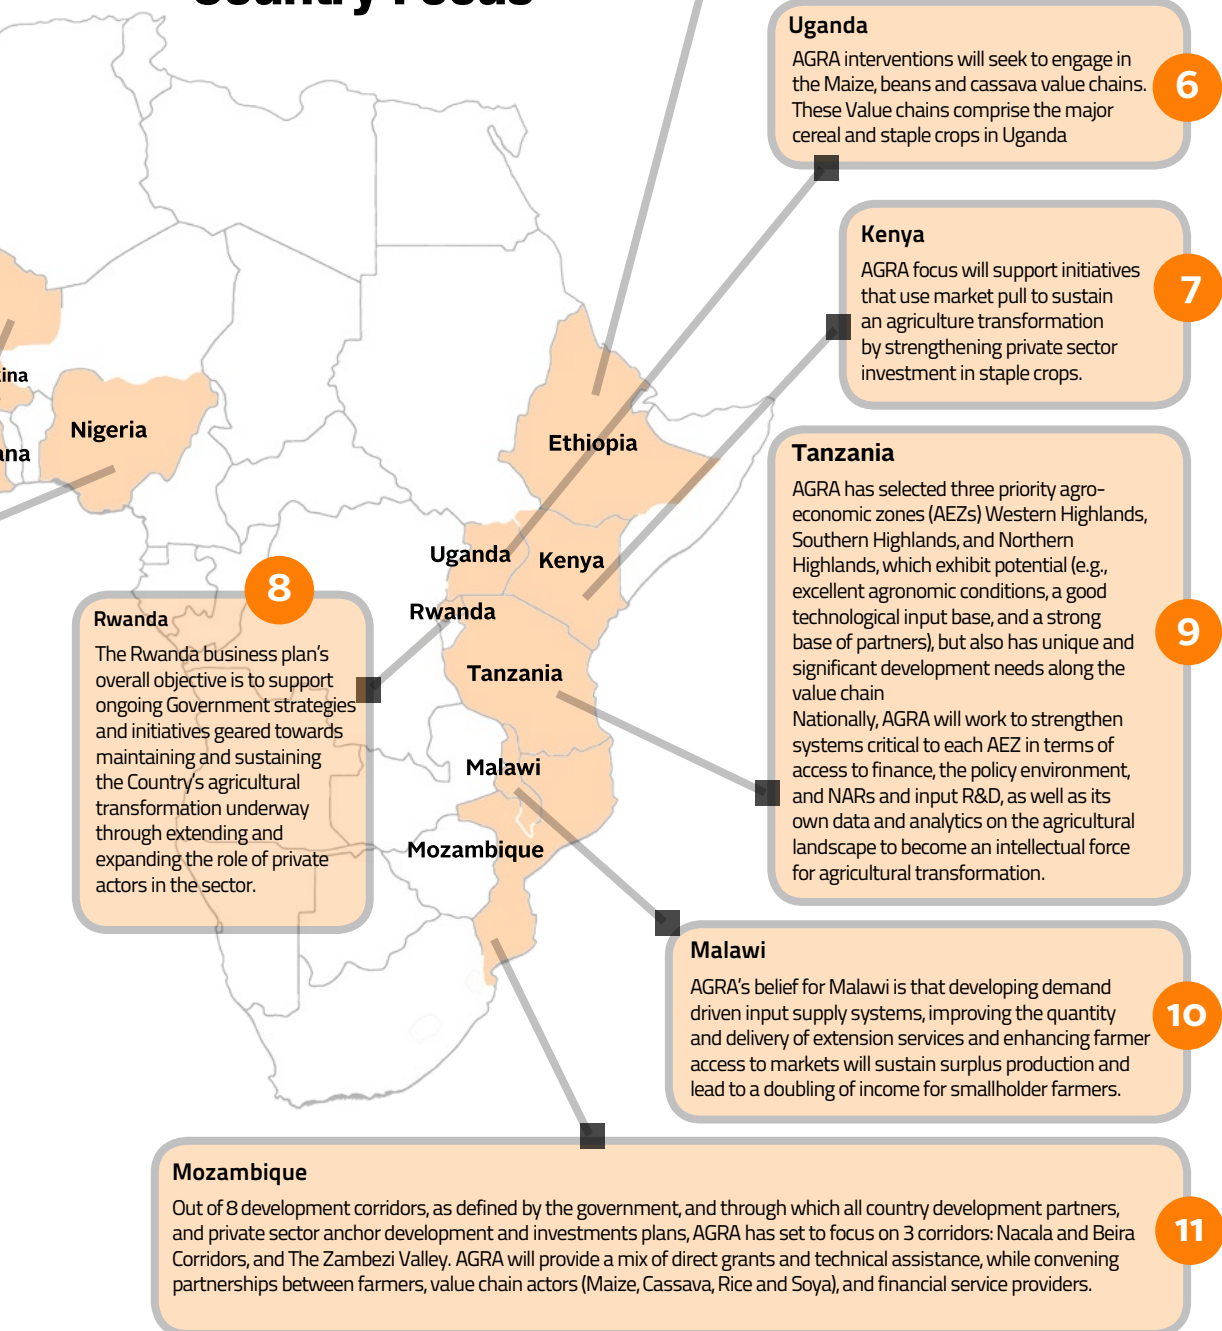 Country Focus
Uganda
AGRA interventions will seek to engage in
the Maize, beans and cassava value chains.
These Value chains comprise the major
cereal and staple crops in Uganda
6
Kenya
AGRA focus will support initiatives
that use market pull to sustain
an agriculture transformation
by strengthening private sector
investment in staple crops.
7
ina
Nigeria
ana
Ethiopia
Uganda
Kenya
Rwanda
Tanzania
Malawi
Mozambique
8
Rwanda
The Rwanda business plan's
overall objective is to support
ongoing Government strategies
and initiatives geared towards
maintaining and sustaining
the Country's agricultural
transformation underway
through extending and
expanding the role of private
actors in the sector.
Tanzania
AGRA has selected three priority agro-
economic zones (AEZs) Western Highlands,
Southern Highlands, and Northern
Highlands, which exhibit potential (e.g.,
excellent agronomic conditions, a good
technological input base, and a strong
base of partners), but also has unique and
significant development needs along the
value chain
Nationally, AGRA will work to strengthen
systems critical to each AEZ in terms of
access to finance, the policy environment,
and NARs and input R&D, as well as its
own data and analytics on the agricultural
landscape to become an intellectual force
for agricultural transformation.
9
Malawi
AGRA's belief for Malawi is that developing demand
driven input supply systems, improving the quantity
and delivery of extension services and enhancing farmer
access to markets will sustain surplus production and
lead to a doubling of income for smallholder farmers.
10
Mozambique
Out of 8 development corridors, as defined by the government, and through which all country development partners,
and private sector anchor development and investments plans, AGRA has set to focus on 3 corridors: Nacala and Beira
Corridors, and The Zambezi Valley. AGRA will provide a mix of direct grants and technical assistance, while convening
partnerships between farmers, value chain actors (Maize, Cassava, Rice and Soya), and financial service providers.
11